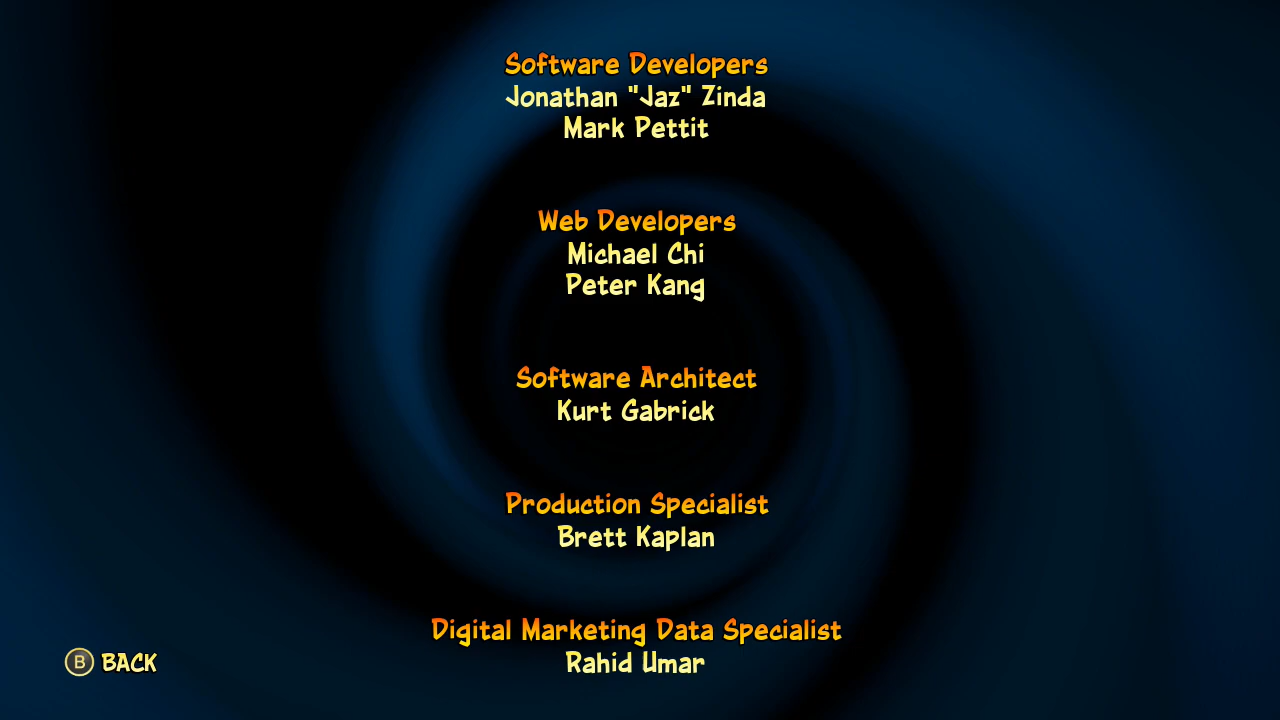 Software Developers
Jonathan "Jaz" Zinda
Mark Pettit
Web Developers
Michael Chi
Peter Kang
Software Architect
Kurt Gabrick
Production Specialist
Brett Kaplan
Digital Marketing Data Specialist
Rahid Umar
B BACK